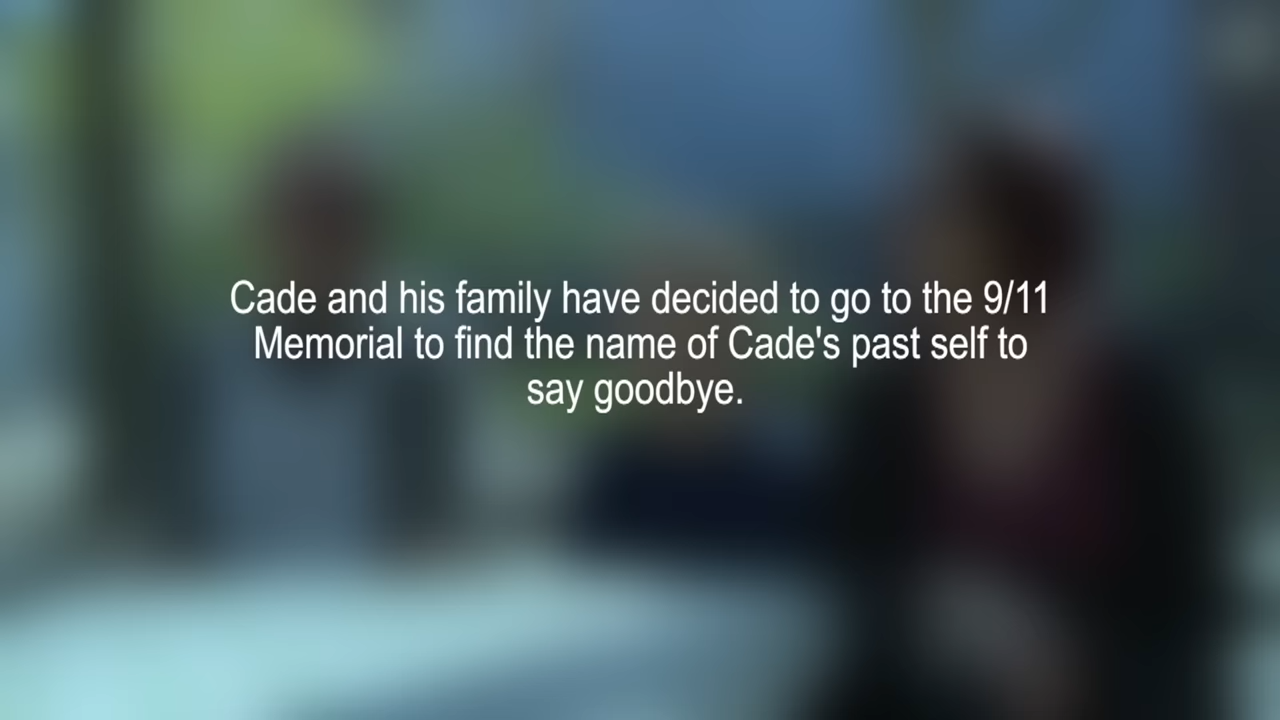 Cade and his family have decided to go to the 9/11
Memorial to find the name of Cade's past self to
say goodbye.